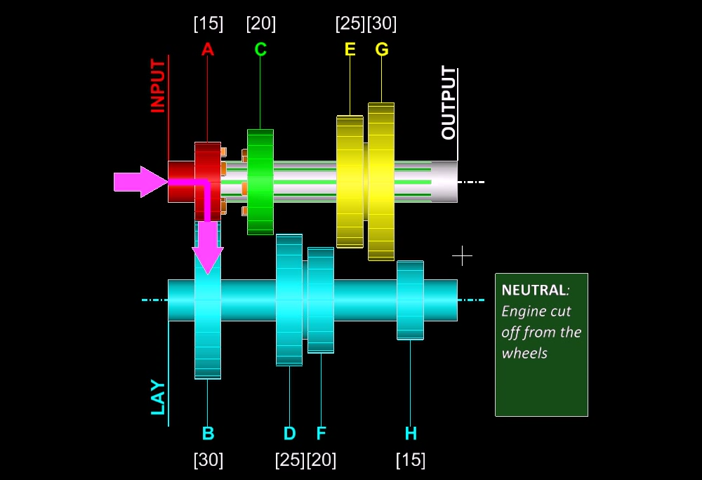 [15] [20] [25][30]
A C E G
INPUT
OUTPUT
NEUTRAL:
Engine cut
off from the
wheels
LAY
B D F H
[30] [25][20] [15]